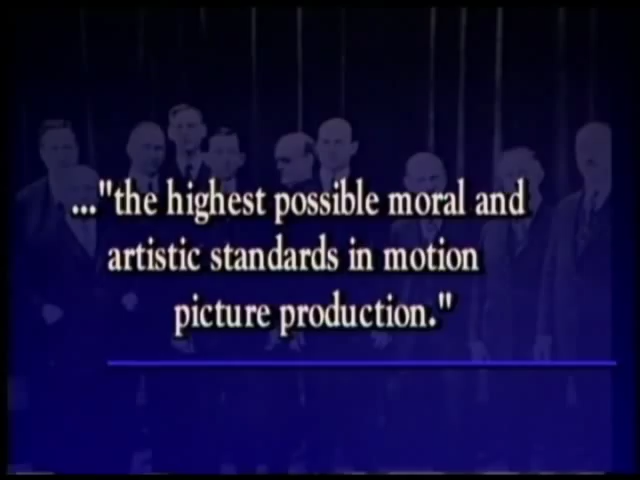 ..."the highest possible moral and
artistic standards in motion
picture production."